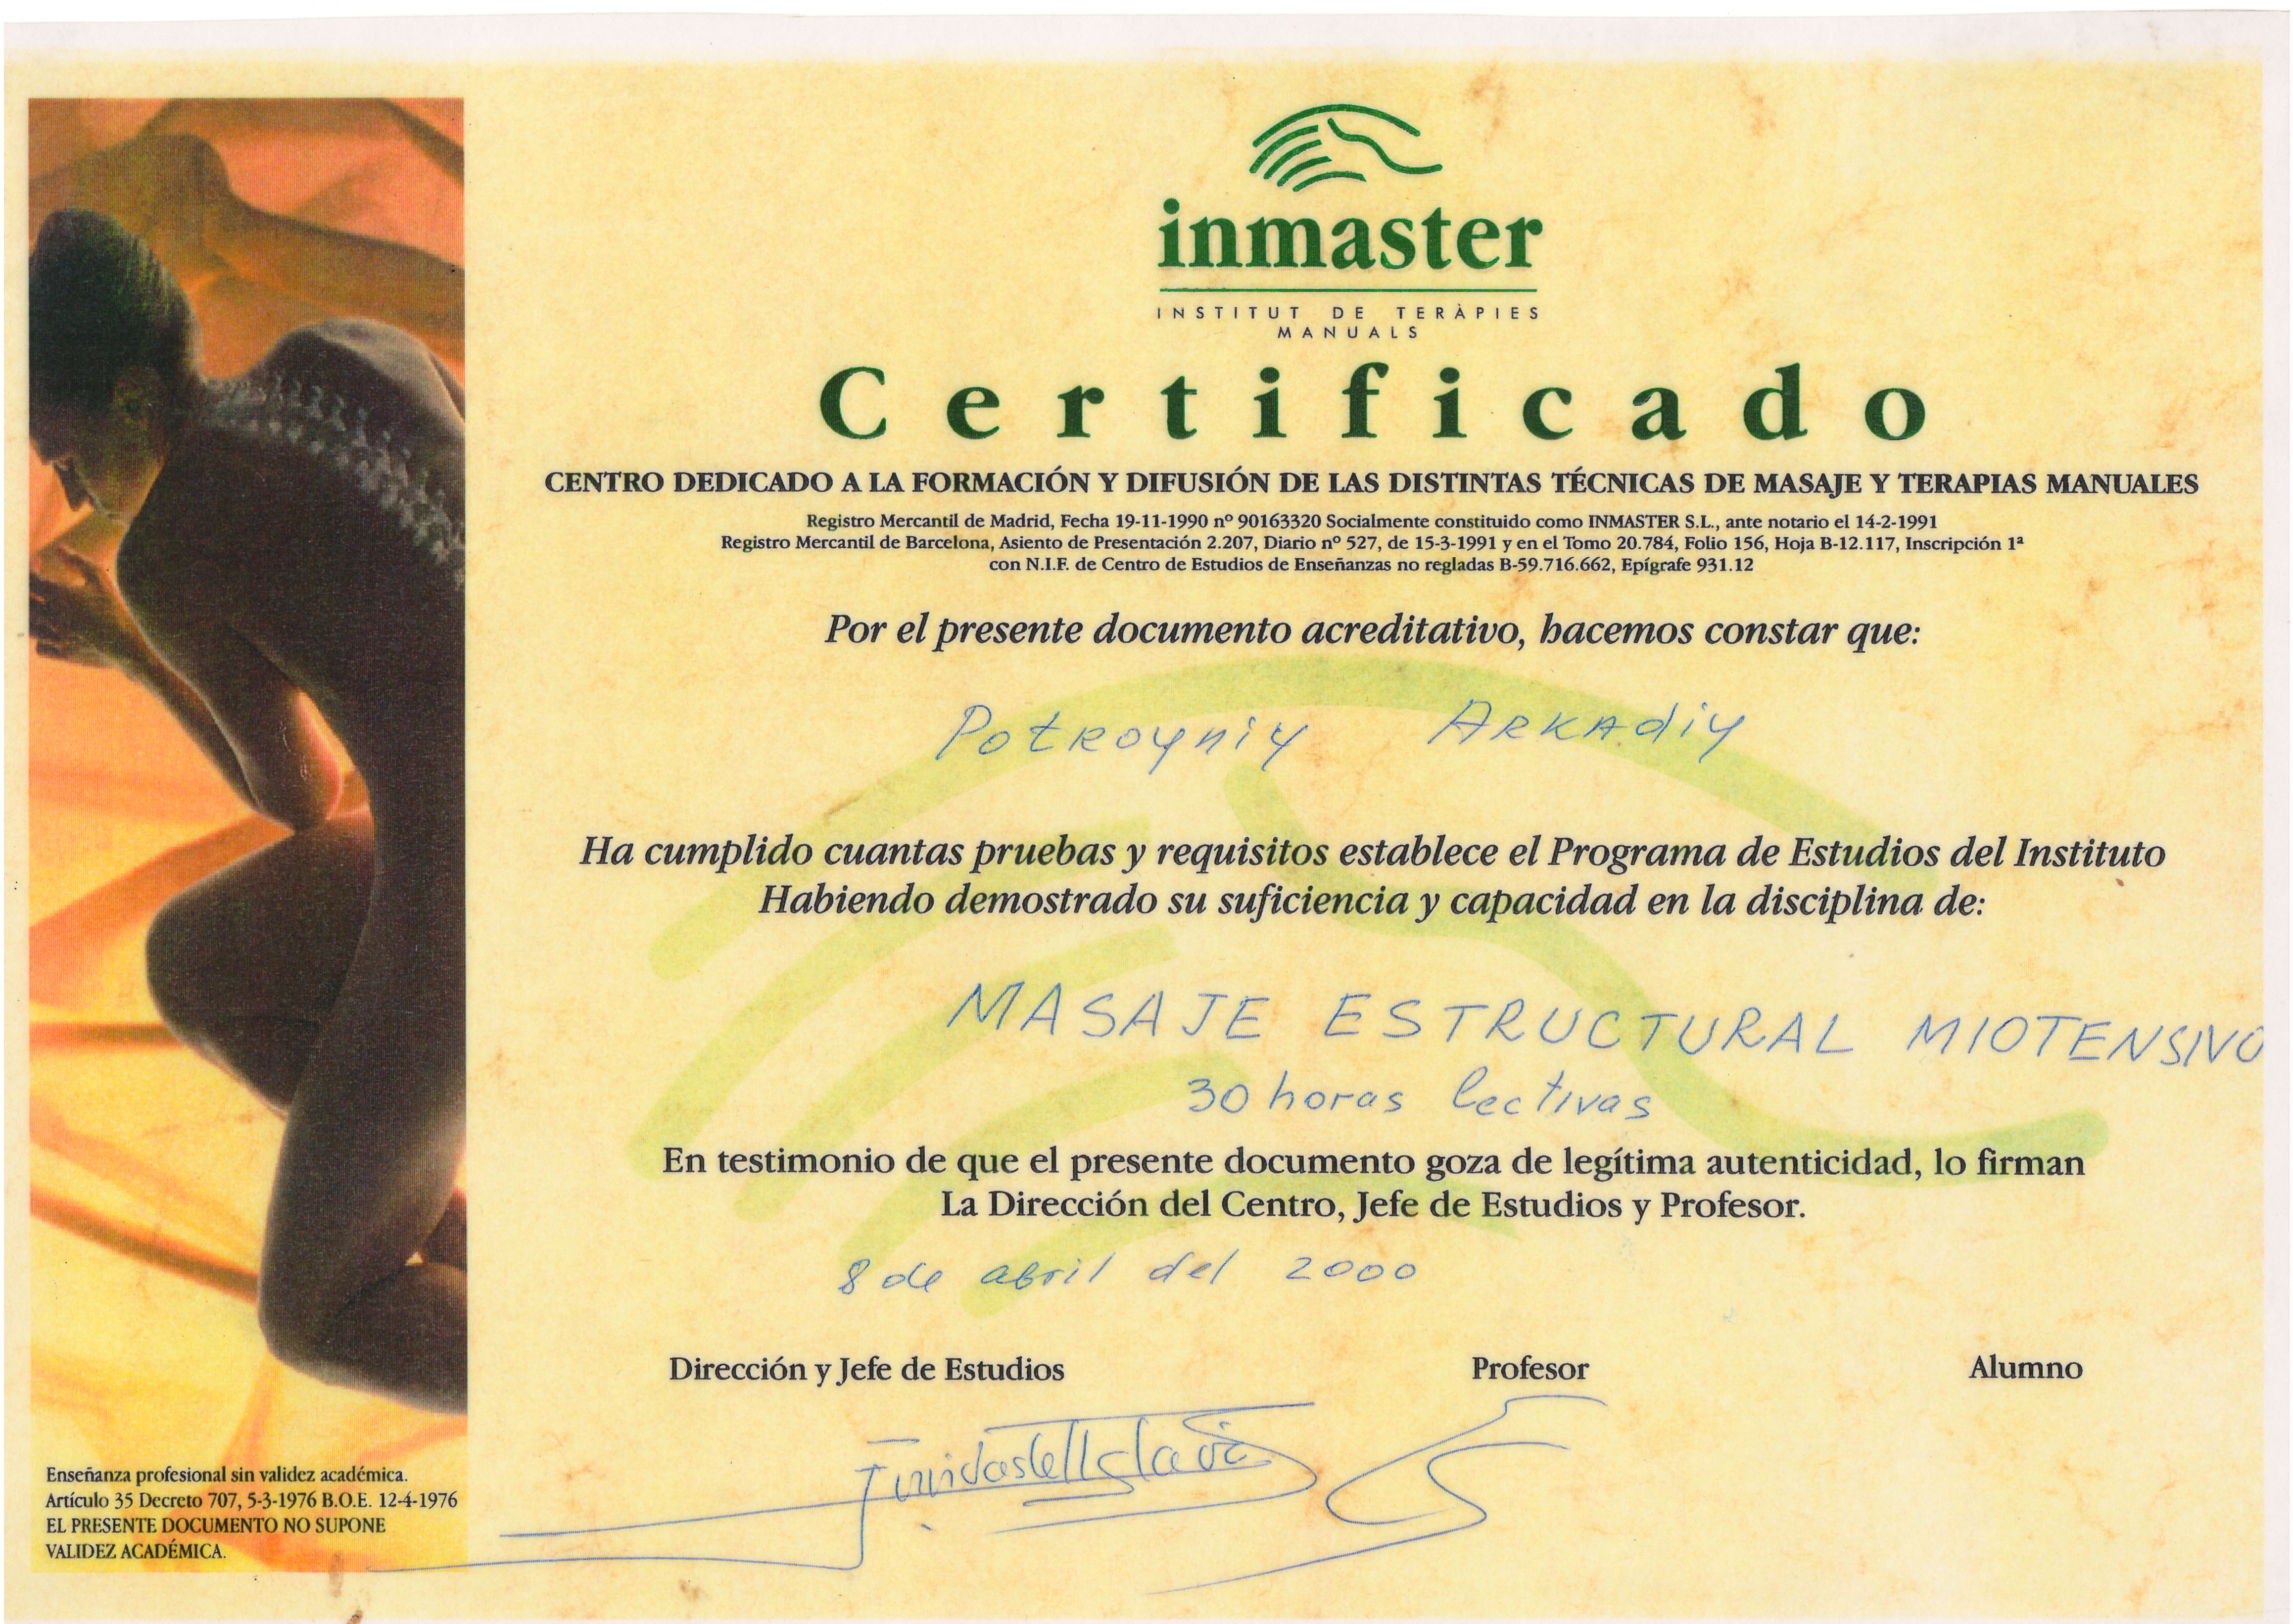 inmaster
INSTITUT DE TERÀPIES
MANUALS
Certificado
CENTRO DEDICADO A LA FORMACIÓN Y DIFUSIÓN DE LAS DISTINTAS TÉCNICAS DE MASAJE Y TERAPIAS MANUALES
Registro Mercantil de Madrid, Fecha 19-11-1990 nº 90163320 Socialmente constituido como INMASTER S.L., ante notario el 14-2-1991
Registro Mercantil de Barcelona, Asiento de Presentación 2.207, Diario nº 527, de 15-3-1991 y en el Tomo 20.784, Folio 156, Hoja B-12.117, Inscripción 1ª
con N.I.F. de Centro de Estudios de Enseñanzas no regladas B-59.716.662, Epígrafe 931.12
Por el presente documento acreditativo, hacemos constar que:
Potroyniy Arkadiy
Ha cumplido cuantas pruebas y requisitos establece el Programa de Estudios del Instituto
Habiendo demostrado su suficiencia y capacidad en la disciplina de:
MASAJE ESTRUCTURAL MIOTENSIVO
30 horas lectivas
En testimonio de que el presente documento goza de legítima autenticidad, lo firman
La Dirección del Centro, Jefe de Estudios y Profesor.
8 de abril del 2000
Dirección y Jefe de Estudios Profesor Alumno
Enseñanza profesional sin validez académica.
Artículo 35 Decreto 707, 5-3-1976 B.O.E. 12-4-1976
EL PRESENTE DOCUMENTO NO SUPONE
VALIDEZ ACADÉMICA.